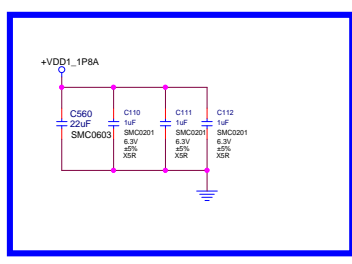 +VDD1_1P8A
C560
22uF
SMC0603
C110
1uF
SMC0201
6.3V
±5%
X5R
C111
1uF
SMC0201
6.3V
±5%
X5R
C112
1uF
SMC0201
6.3V
±5%
X5R